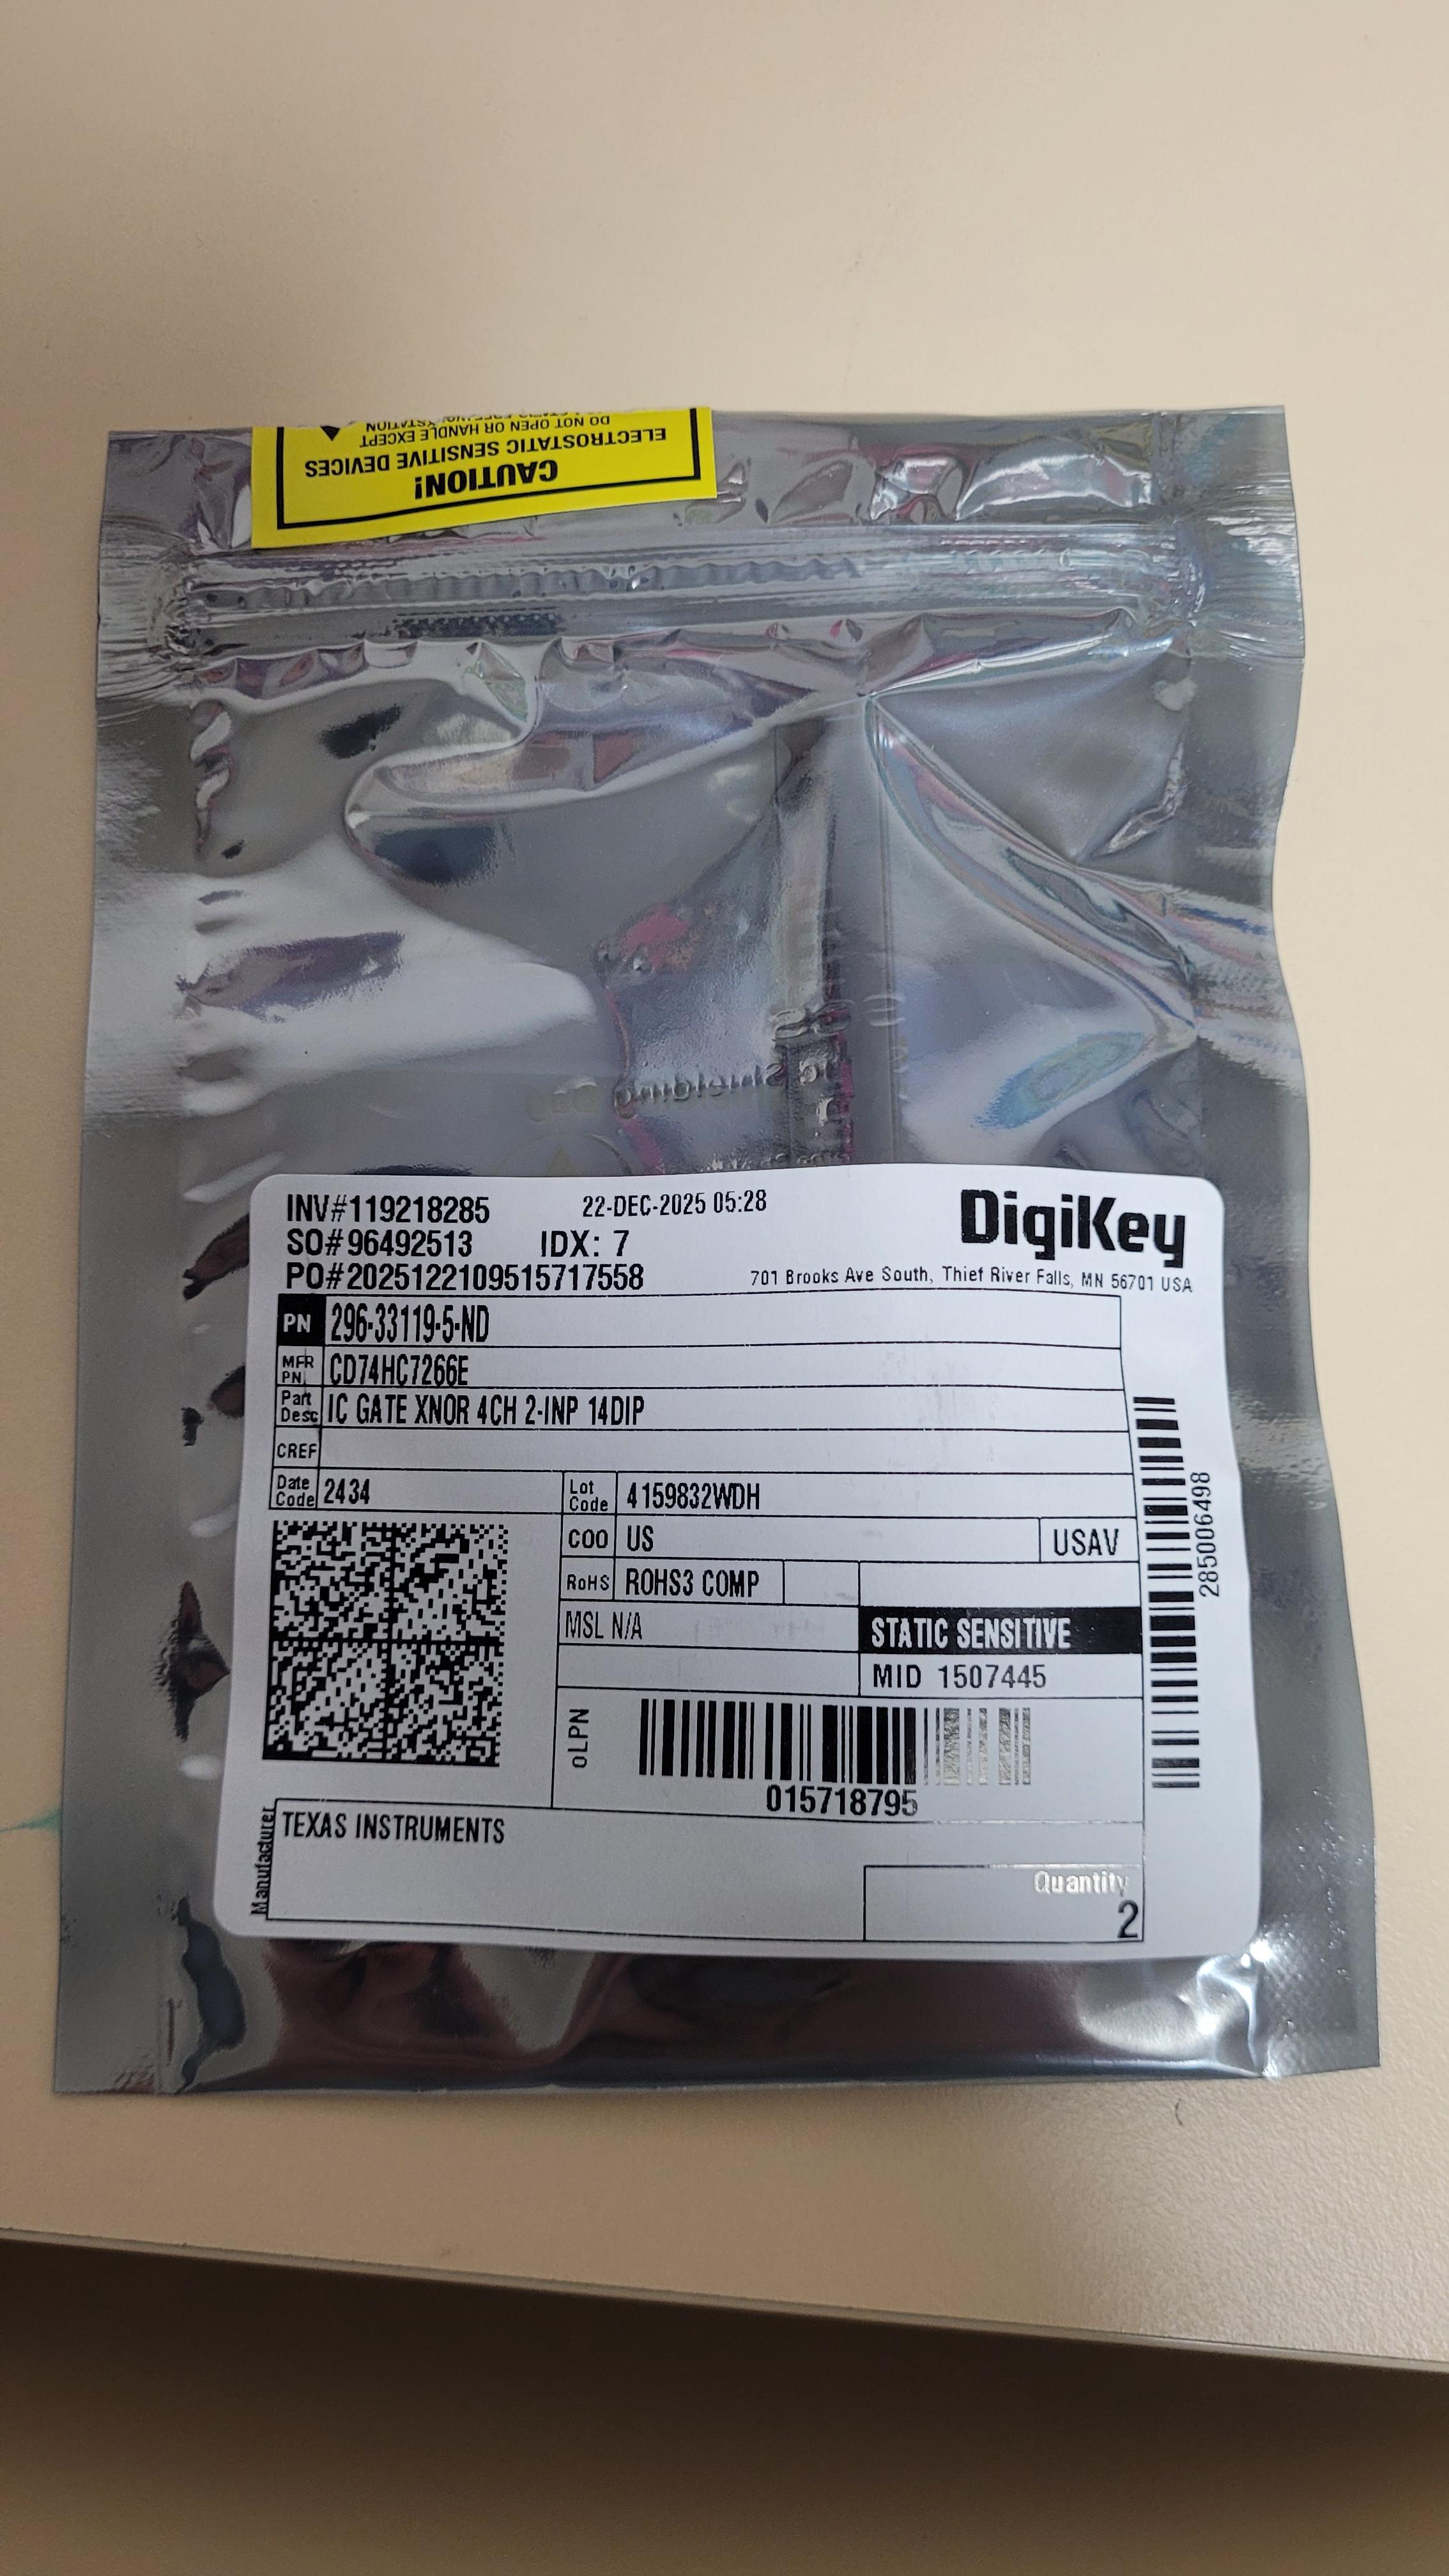 CAUTION!
ELECTROSTATIC SENSITIVE DEVICES
DO NOT OPEN OR HANDLE EXCEPT
INV#119218285 22-DEC-2025 05:28 DigiKey
SO#96492513 IDX: 7
PO#2025122109515717558 701 Brooks Ave South, Thief River Falls, MN 56701 USA
PN 296-33119-5-ND
MFR PN CD74HC7266E
Part Desc IC GATE XNOR 4CH 2-INP 14DIP
CREF
Date Code 2434 Lot Code 4159832WDH
COO US USAV
RoHS ROHS3 COMP
MSL N/A STATIC SENSITIVE
MID 1507445
oLPN 015718795
285006498
Manufacturer TEXAS INSTRUMENTS
Quantity
2